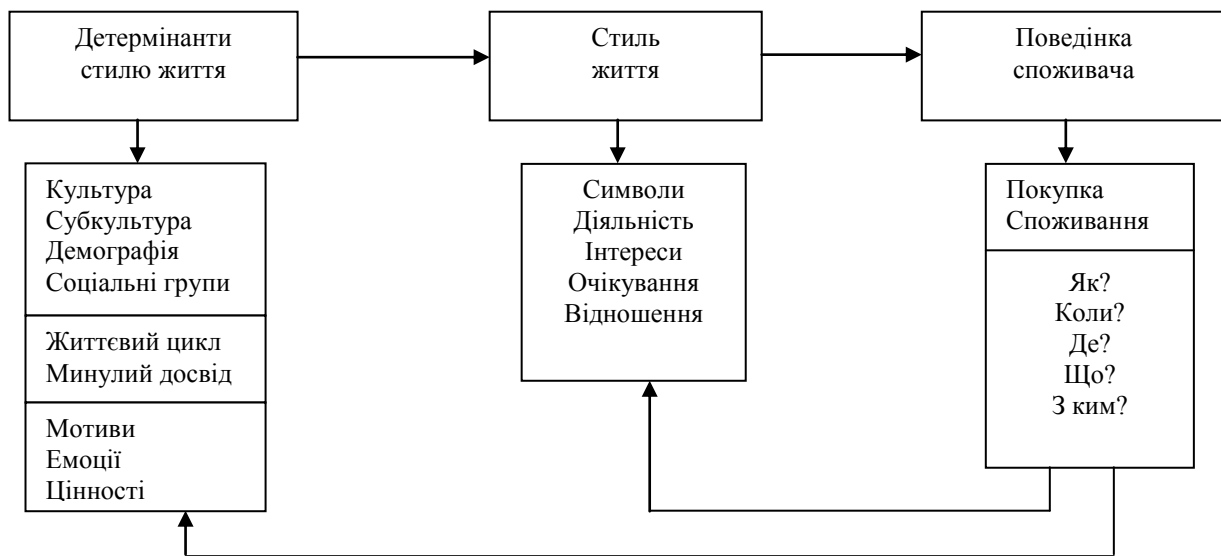 Детермінанти
стилю життя
Стиль
життя
Поведінка
споживача
Культура
Субкультура
Демографія
Соціальні групи
Життєвий цикл
Минулий досвід
Мотиви
Емоції
Цінності
Символи
Діяльність
Інтереси
Очікування
Відношення
Покупка
Споживання
Як?
Коли?
Де?
Що?
З ким?